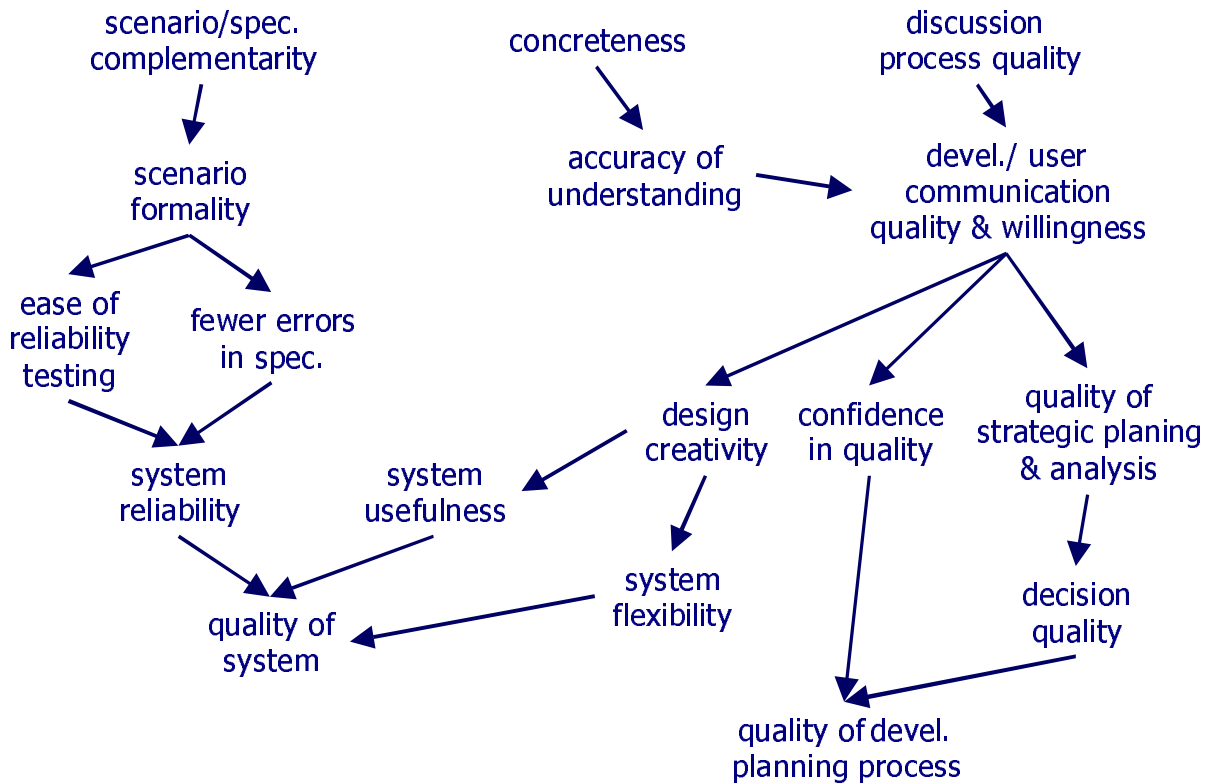 scenario/spec.
complementarity
concreteness
discussion
process quality
scenario
formality
accuracy of
understanding
devel./ user
communication
quality & willingness
ease of
reliability
testing
fewer errors
in spec.
design
creativity
confidence
in quality
quality of
strategic planing
& analysis
system
reliability
system
usefulness
system
flexibility
decision
quality
quality of
system
quality of devel.
planning process